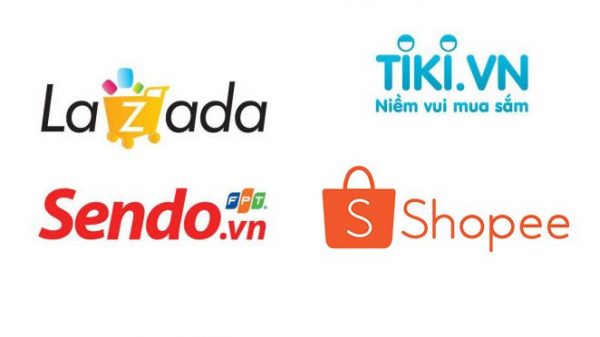 Lazada
TiKi.VN
Niềm vui mua sắm
Sendo.vn
FPT
S
Shopee